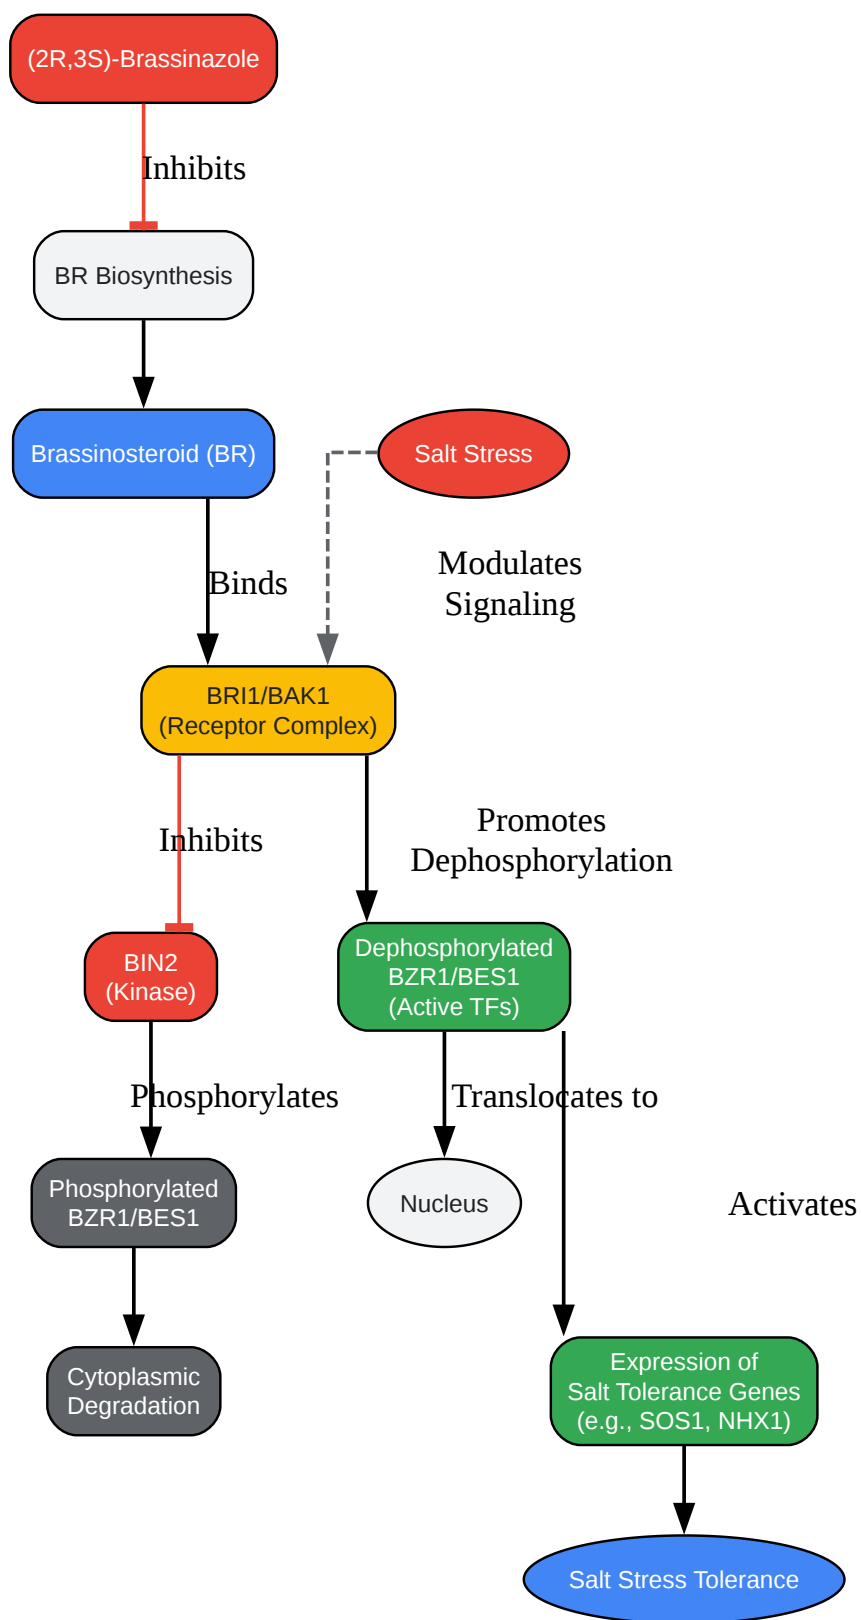 (2R,3S)-Brassinazole
Inhibits
BR Biosynthesis
Brassinosteroid (BR)
Salt Stress
Binds
Modulates
Signaling
BRI1/BAK1
(Receptor Complex)
Inhibits
Promotes
Dephosphorylation
BIN2
(Kinase)
Dephosphorylated
BZR1/BES1
(Active TFs)
Phosphorylates
Translocates to
Phosphorylated
BZR1/BES1
Nucleus
Activates
Cytoplasmic
Degradation
Expression of
Salt Tolerance Genes
(e.g., SOS1, NHX1)
Salt Stress Tolerance